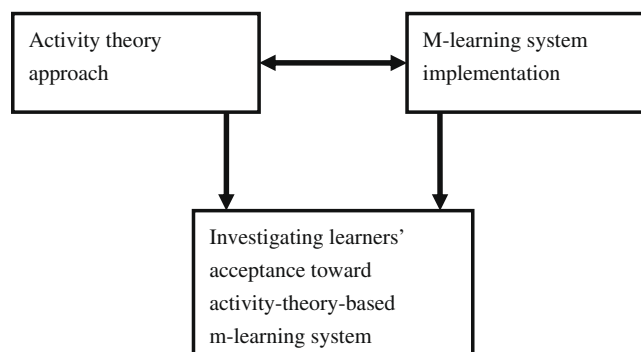 Activity theory
approach
M-learning system
implementation
Investigating learners’
acceptance toward
activity-theory-based
m-learning system